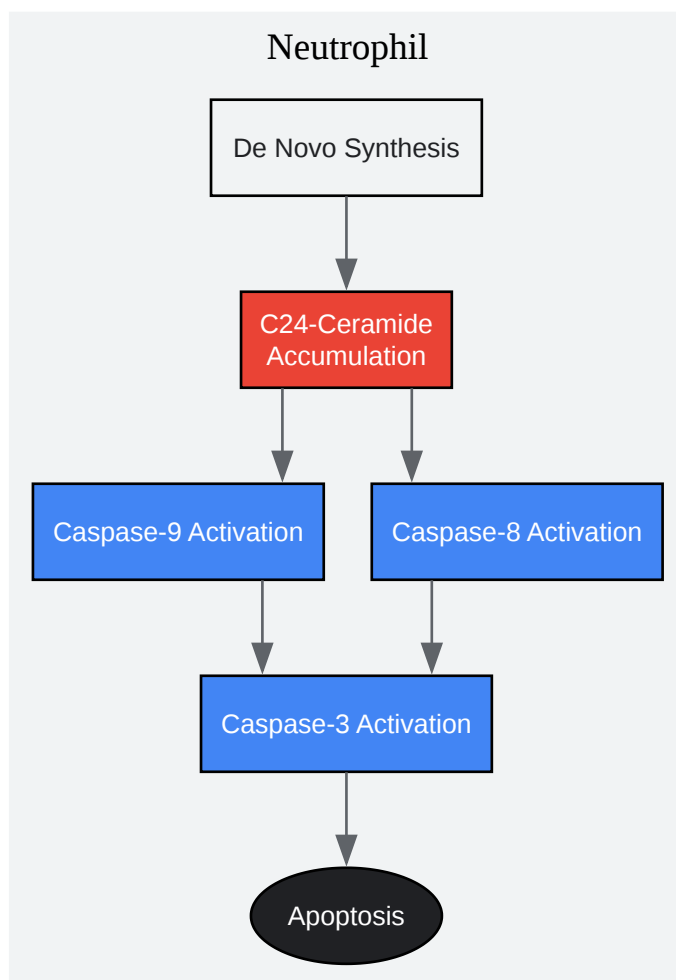 Neutrophil
De Novo Synthesis
C24-Ceramide
Accumulation
Caspase-9 Activation
Caspase-8 Activation
Caspase-3 Activation
Apoptosis